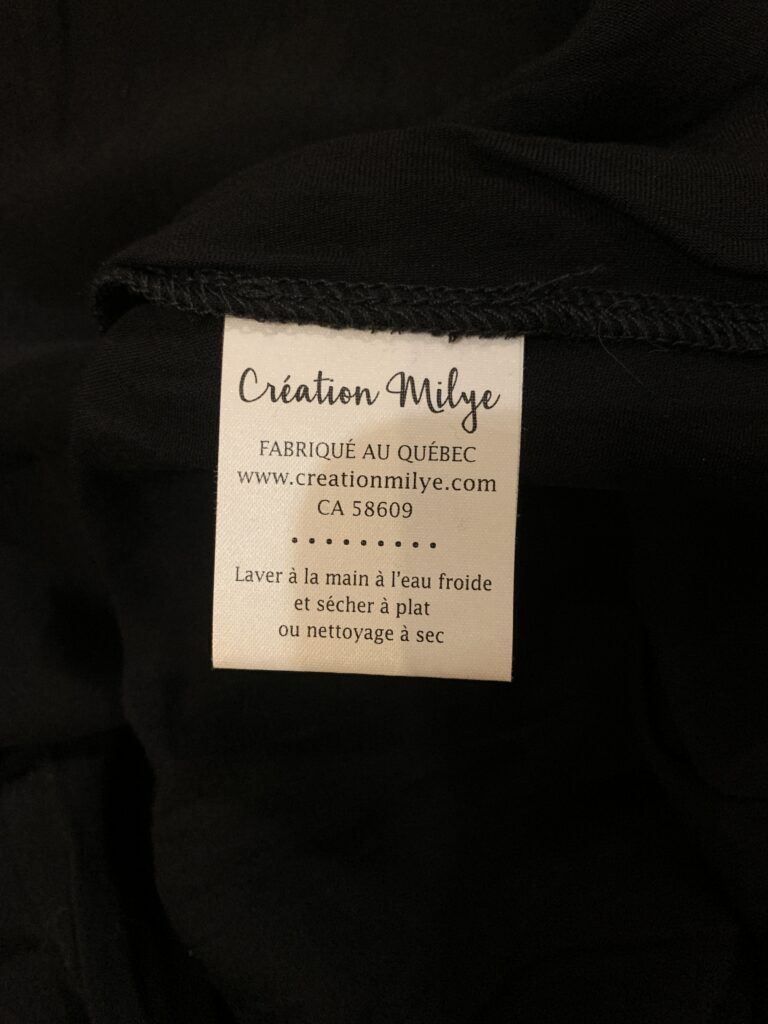 Création Milye
FABRIQUÉ AU QUÉBEC
www.creationmilye.com
CA 58609
Laver à la main à l'eau froide
et sécher à plat
ou nettoyage à sec